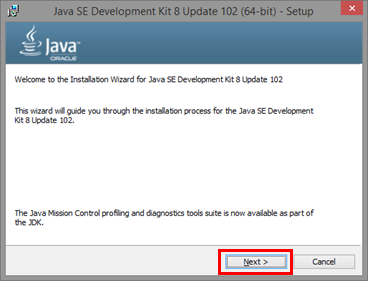 Java SE Development Kit 8 Update 102 (64-bit) - Setup
Java
ORACLE
Welcome to the Installation Wizard for Java SE Development Kit 8 Update 102
This wizard will guide you through the installation process for the Java SE Development
Kit 8 Update 102.
The Java Mission Control profiling and diagnostics tools suite is now available as part of
the JDK.
Next > Cancel